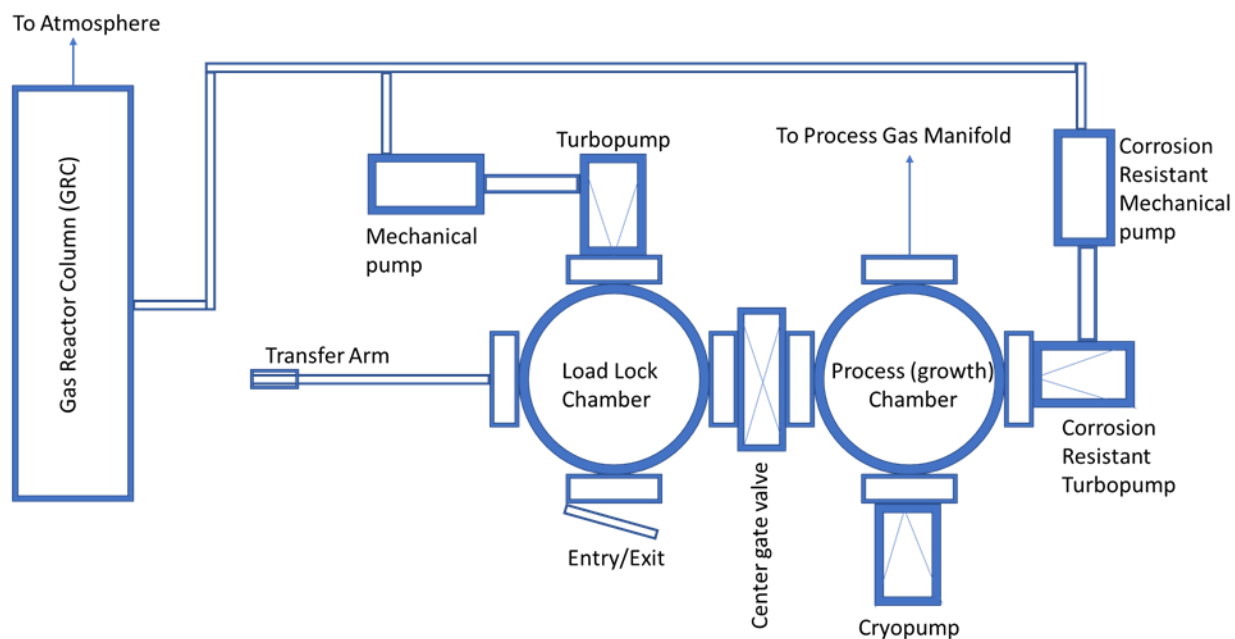 To Atmosphere
Gas Reactor Column (GRC)
Turbopump
Mechanical
pump
To Process Gas Manifold
Corrosion
Resistant
Mechanical
pump
Transfer Arm
Load Lock
Chamber
Process (growth)
Chamber
Corrosion
Resistant
Turbopump
Entry/Exit
Center gate valve
Cryopump